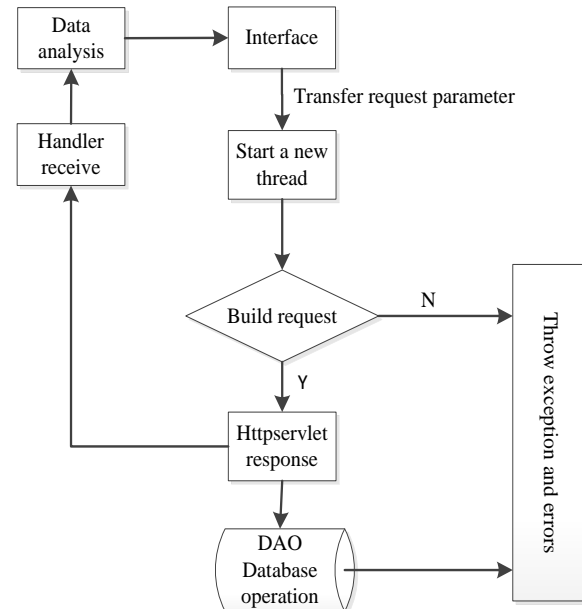 Data
analysis
Interface
Transfer request parameter
Handler
receive
Start a new
thread
Build request
N
Y
Throw exception and errors
Httpservlet
response
DAO
Database
operation